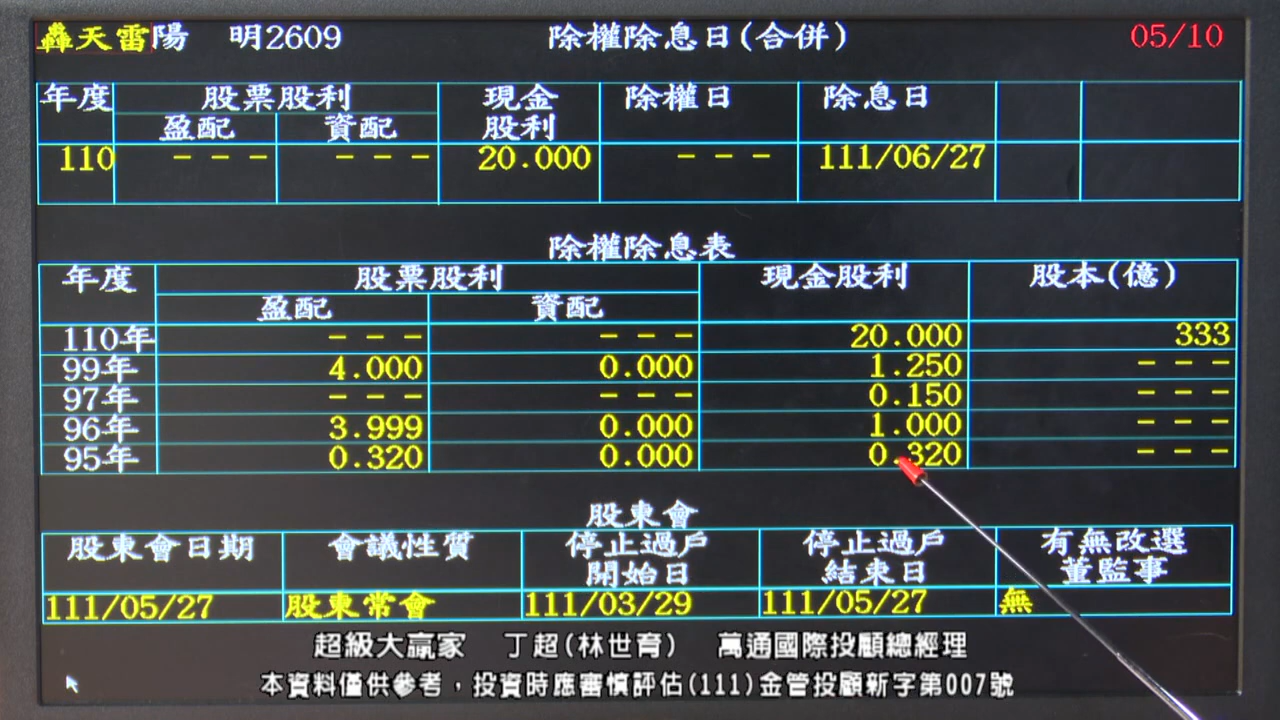 轟天雷陽 明2609 除權除息日(合併) 05/10
年度 股票股利 現金股利 除權日 除息日
盈配 資配
110 --- --- 20.000 --- 111/06/27
除權除息表
年度 股票股利 現金股利 股本(億)
盈配 資配
110年 --- --- 20.000 333
99年 4.000 0.000 1.250 ---
97年 --- --- 0.150 ---
96年 3.999 0.000 1.000 ---
95年 0.320 0.000 0.320 ---
股東會
股東會日期 會議性質 停止過戶開始日 停止過戶結束日 有無改選董監事
111/05/27 股東常會 111/03/29 111/05/27 無
超級大贏家 丁超(林世育) 萬通國際投顧總經理
本資料僅供參考,投資時應審慎評估(111)金管投顧新字第007號